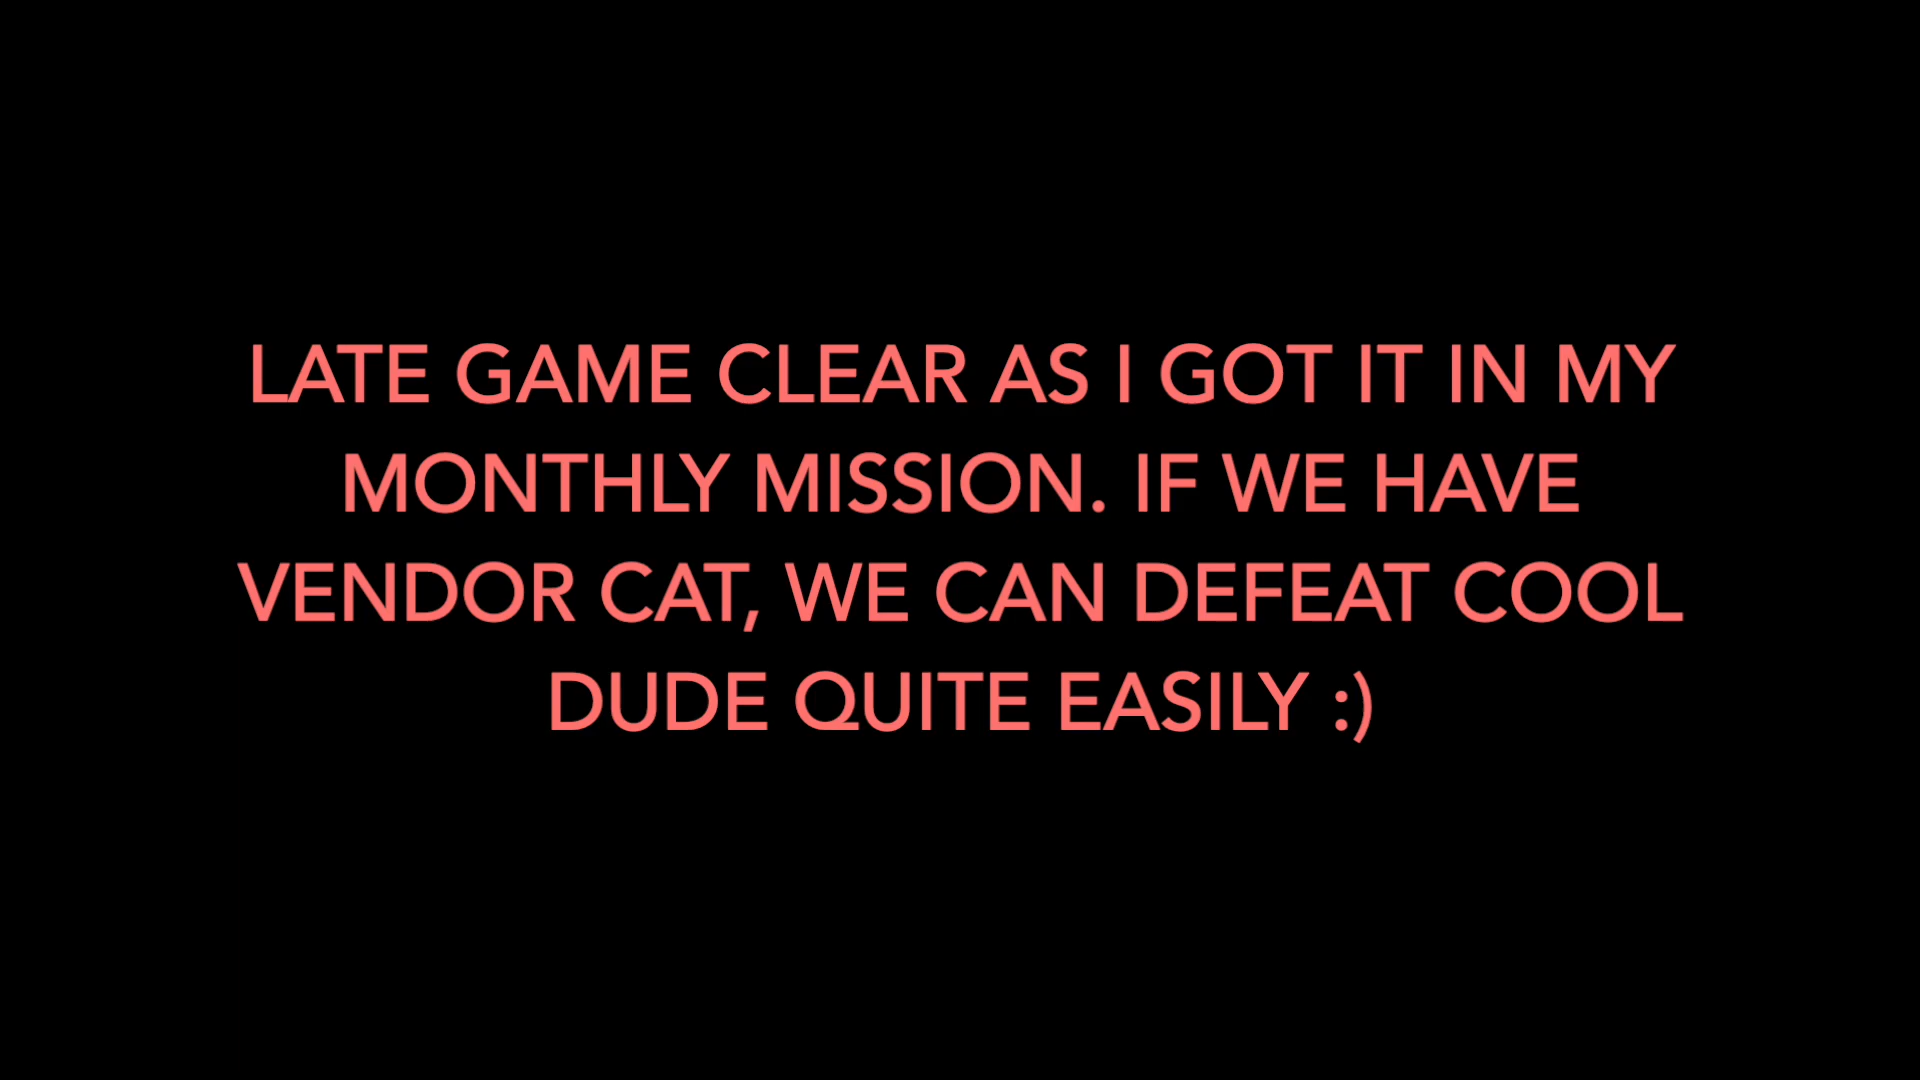 LATE GAME CLEAR AS I GOT IT IN MY
MONTHLY MISSION. IF WE HAVE
VENDOR CAT, WE CAN DEFEAT COOL
DUDE QUITE EASILY :)